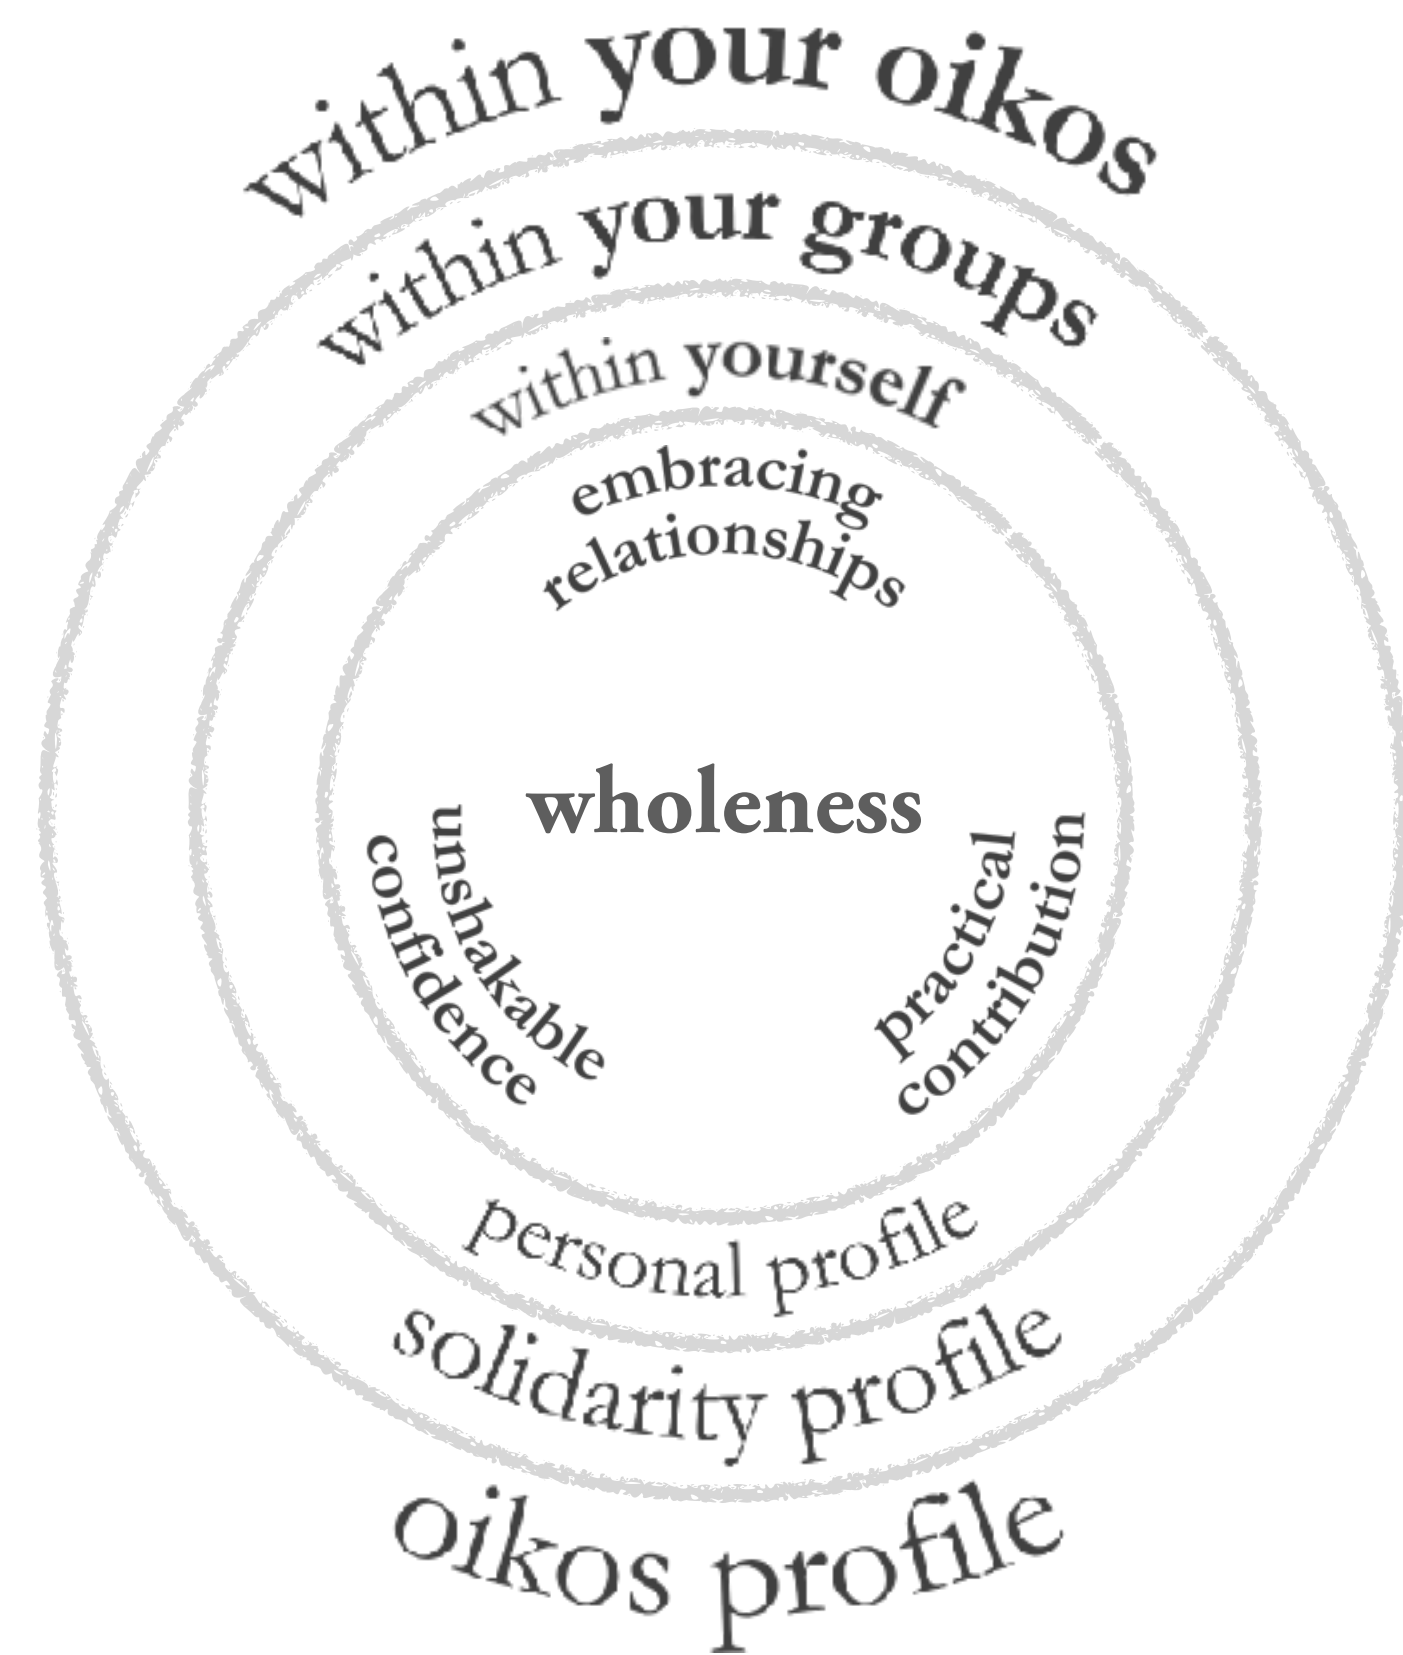 within your oikos
within your groups
within yourself
embracing
relationships
wholeness
unshakable
confidence
practical
contribution
personal profile
solidarity profile
oikos profile